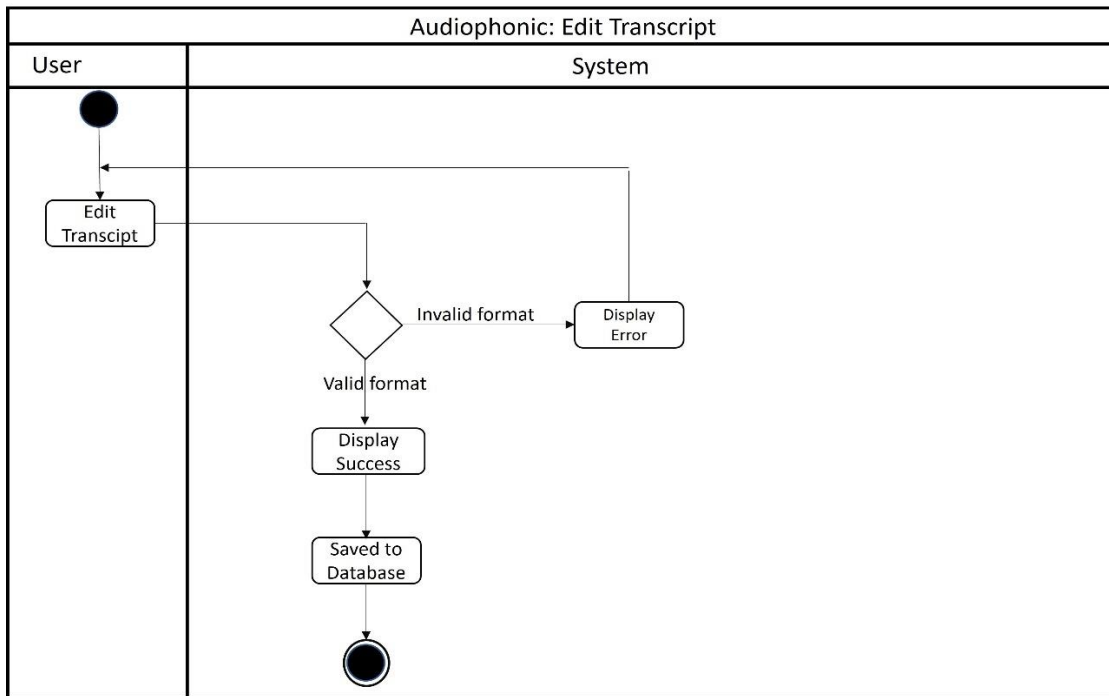 Audiophonic: Edit Transcript
User
System
Edit
Transcipt
Invalid format
Display
Error
Valid format
Display
Success
Saved to
Database